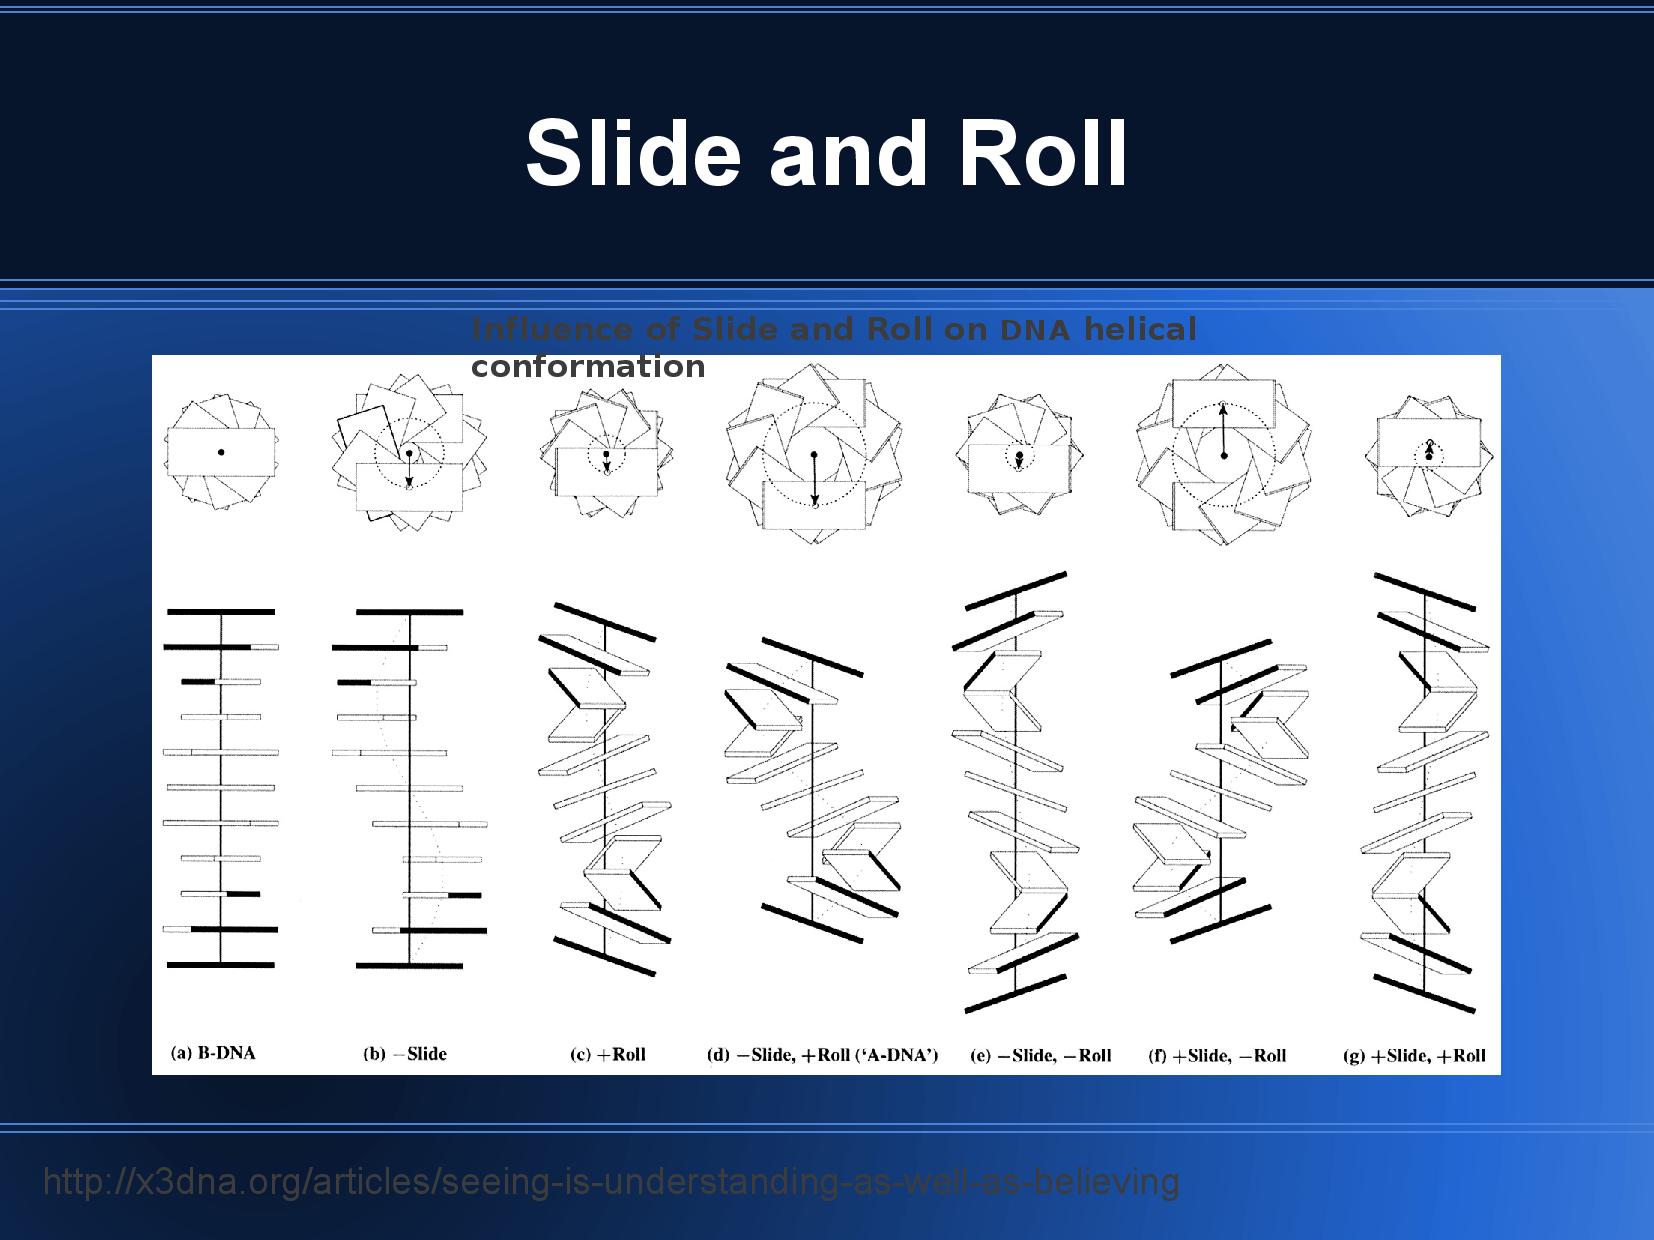 Slide and Roll
Influence of Slide and Roll on DNA helical
conformation
(a) B-DNA (b) −Slide (c) +Roll (d) −Slide, +Roll (‘A-DNA’) (e) −Slide, −Roll (f) +Slide, −Roll (g) +Slide, +Roll
http://x3dna.org/articles/seeing-is-understanding-as-well-as-believing